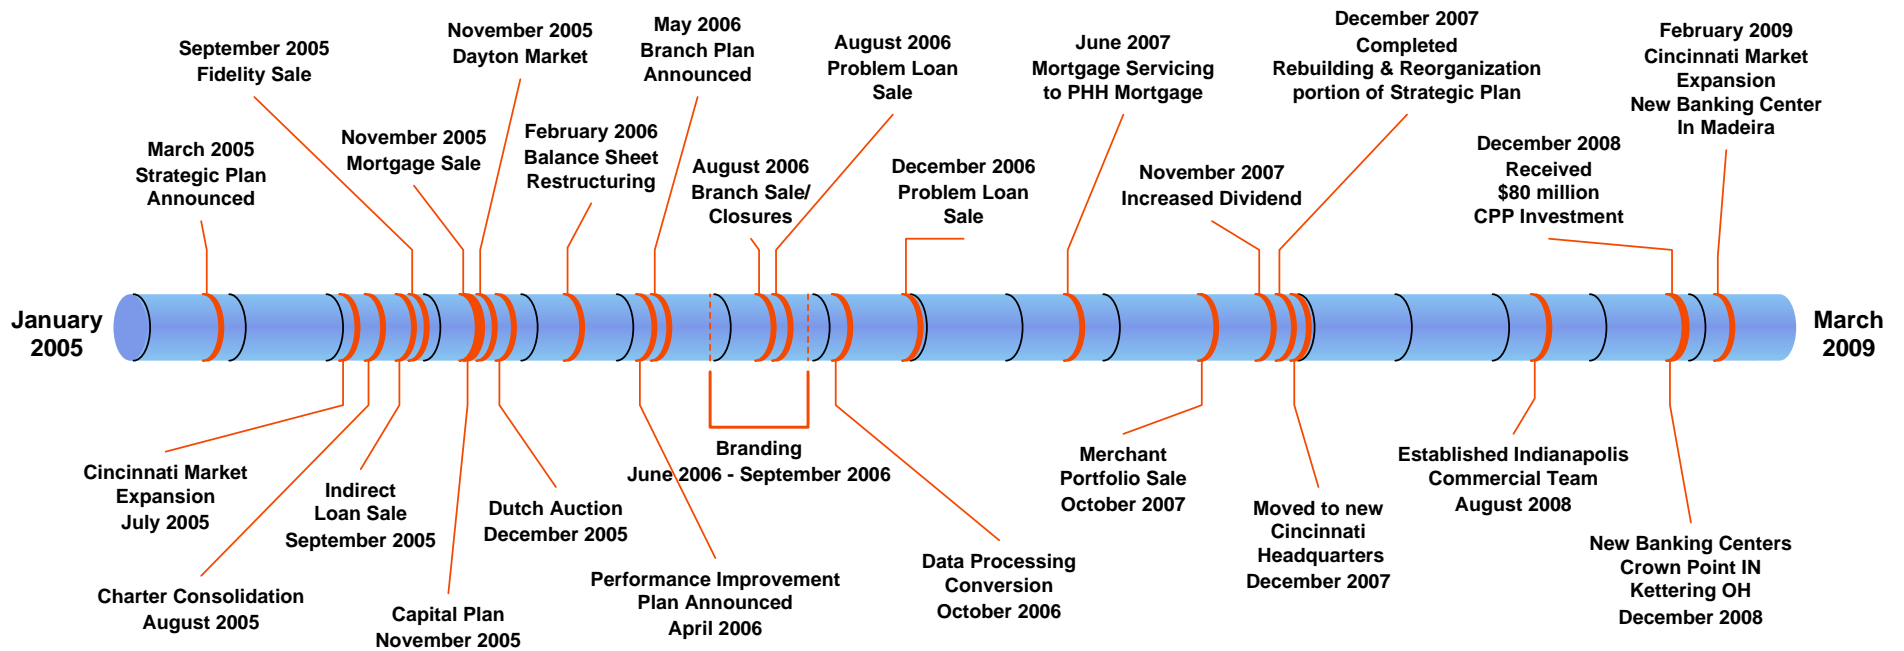 January
2005
March 2005
Strategic Plan
Announced
September 2005
Fidelity Sale
November 2005
Mortgage Sale
November 2005
Dayton Market
February 2006
Balance Sheet
Restructuring
May 2006
Branch Plan
Announced
August 2006
Branch Sale/
Closures
August 2006
Problem Loan
Sale
December 2006
Problem Loan
Sale
June 2007
Mortgage Servicing
to PHH Mortgage
November 2007
Increased Dividend
December 2007
Completed
Rebuilding & Reorganization
portion of Strategic Plan
December 2008
Received
$80 million
CPP Investment
February 2009
Cincinnati Market
Expansion
New Banking Center
In Madeira
March
2009
Cincinnati Market
Expansion
July 2005
Charter Consolidation
August 2005
Indirect
Loan Sale
September 2005
Capital Plan
November 2005
Dutch Auction
December 2005
Performance Improvement
Plan Announced
April 2006
Branding
June 2006 - September 2006
Data Processing
Conversion
October 2006
Merchant
Portfolio Sale
October 2007
Moved to new
Cincinnati
Headquarters
December 2007
Established Indianapolis
Commercial Team
August 2008
New Banking Centers
Crown Point IN
Kettering OH
December 2008